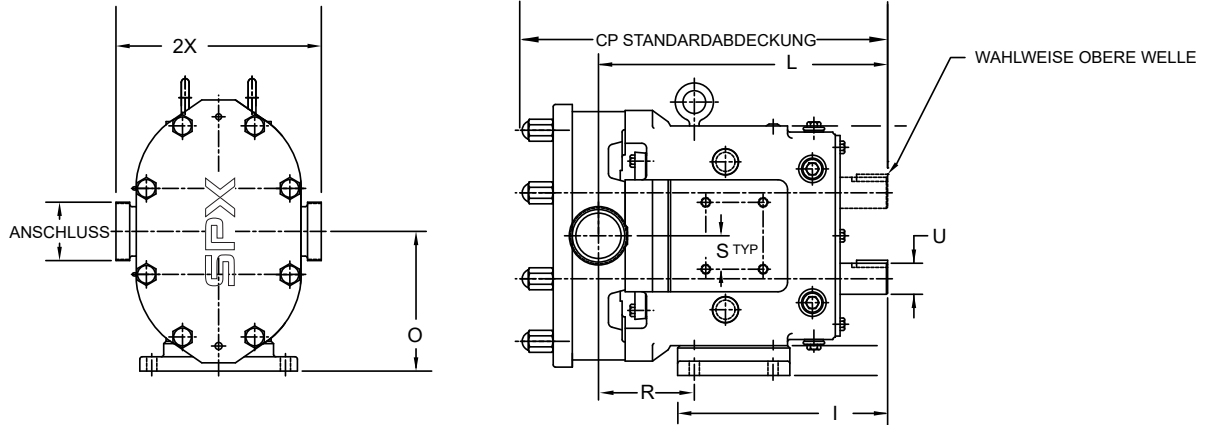 2X
ANSCHLUSS
SPX
O
CP STANDARDABDECKUNG
L
WAHLWEISE OBERE WELLE
S TYP
U
R
I